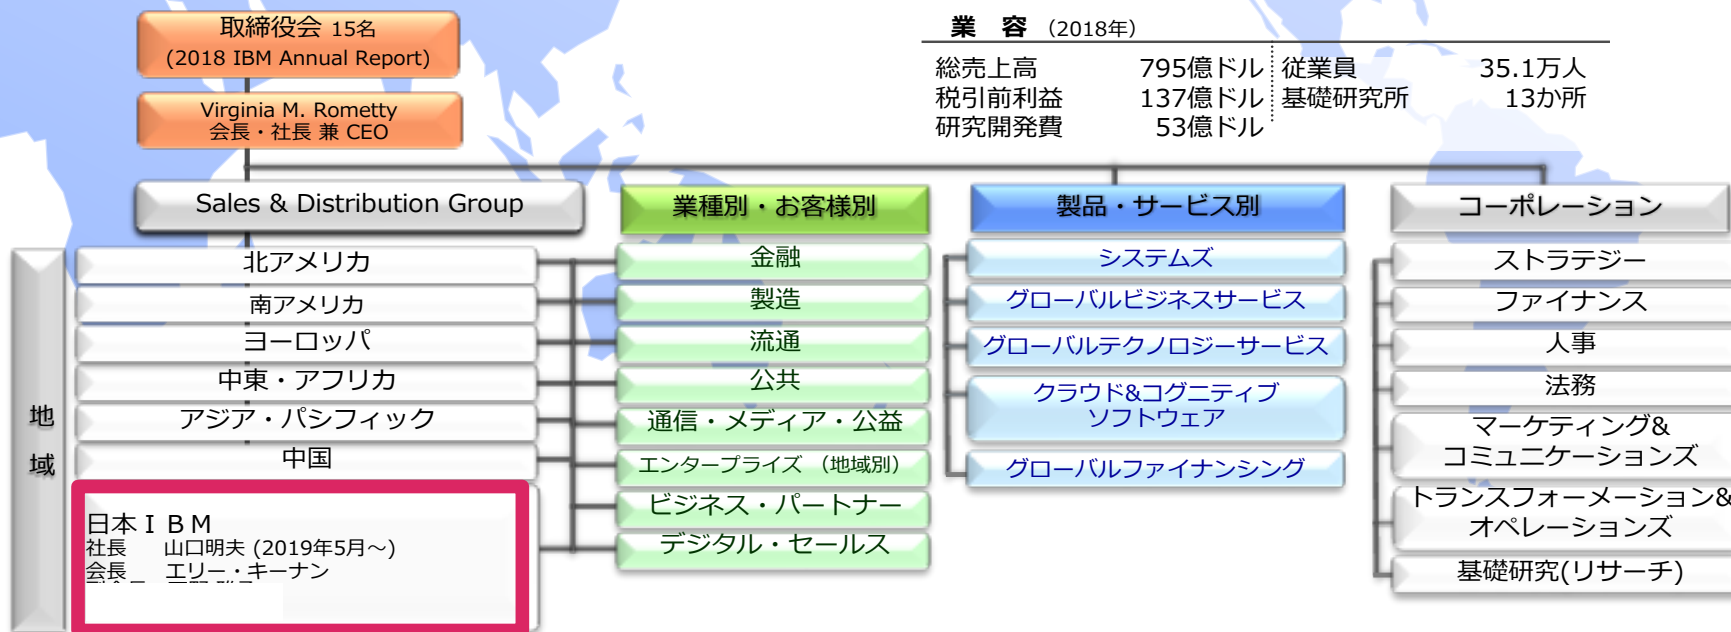 取締役会 15名
(2018 IBM Annual Report)
Virginia M. Rometty
会長・社長 兼 CEO
業 容 (2018年)
総売上高 795億ドル 従業員 35.1万人
税引前利益 137億ドル 基礎研究所 13か所
研究開発費 53億ドル
Sales & Distribution Group
地
域
北アメリカ
南アメリカ
ヨーロッパ
中東・アフリカ
アジア・パシフィック
中国
日本ＩＢＭ
社長 山口明夫 (2019年5月～)
会長 エリー・キーナン
業種別・お客様別
金融
製造
流通
公共
通信・メディア・公益
エンタープライズ （地域別）
ビジネス・パートナー
デジタル・セールス
製品・サービス別
システムズ
グローバルビジネスサービス
グローバルテクノロジーサービス
クラウド&コグニティブ
ソフトウェア
グローバルファイナンシング
コーポレーション
ストラテジー
ファイナンス
人事
法務
マーケティング&
コミュニケーションズ
トランスフォーメーション&
オペレーションズ
基礎研究(リサーチ)